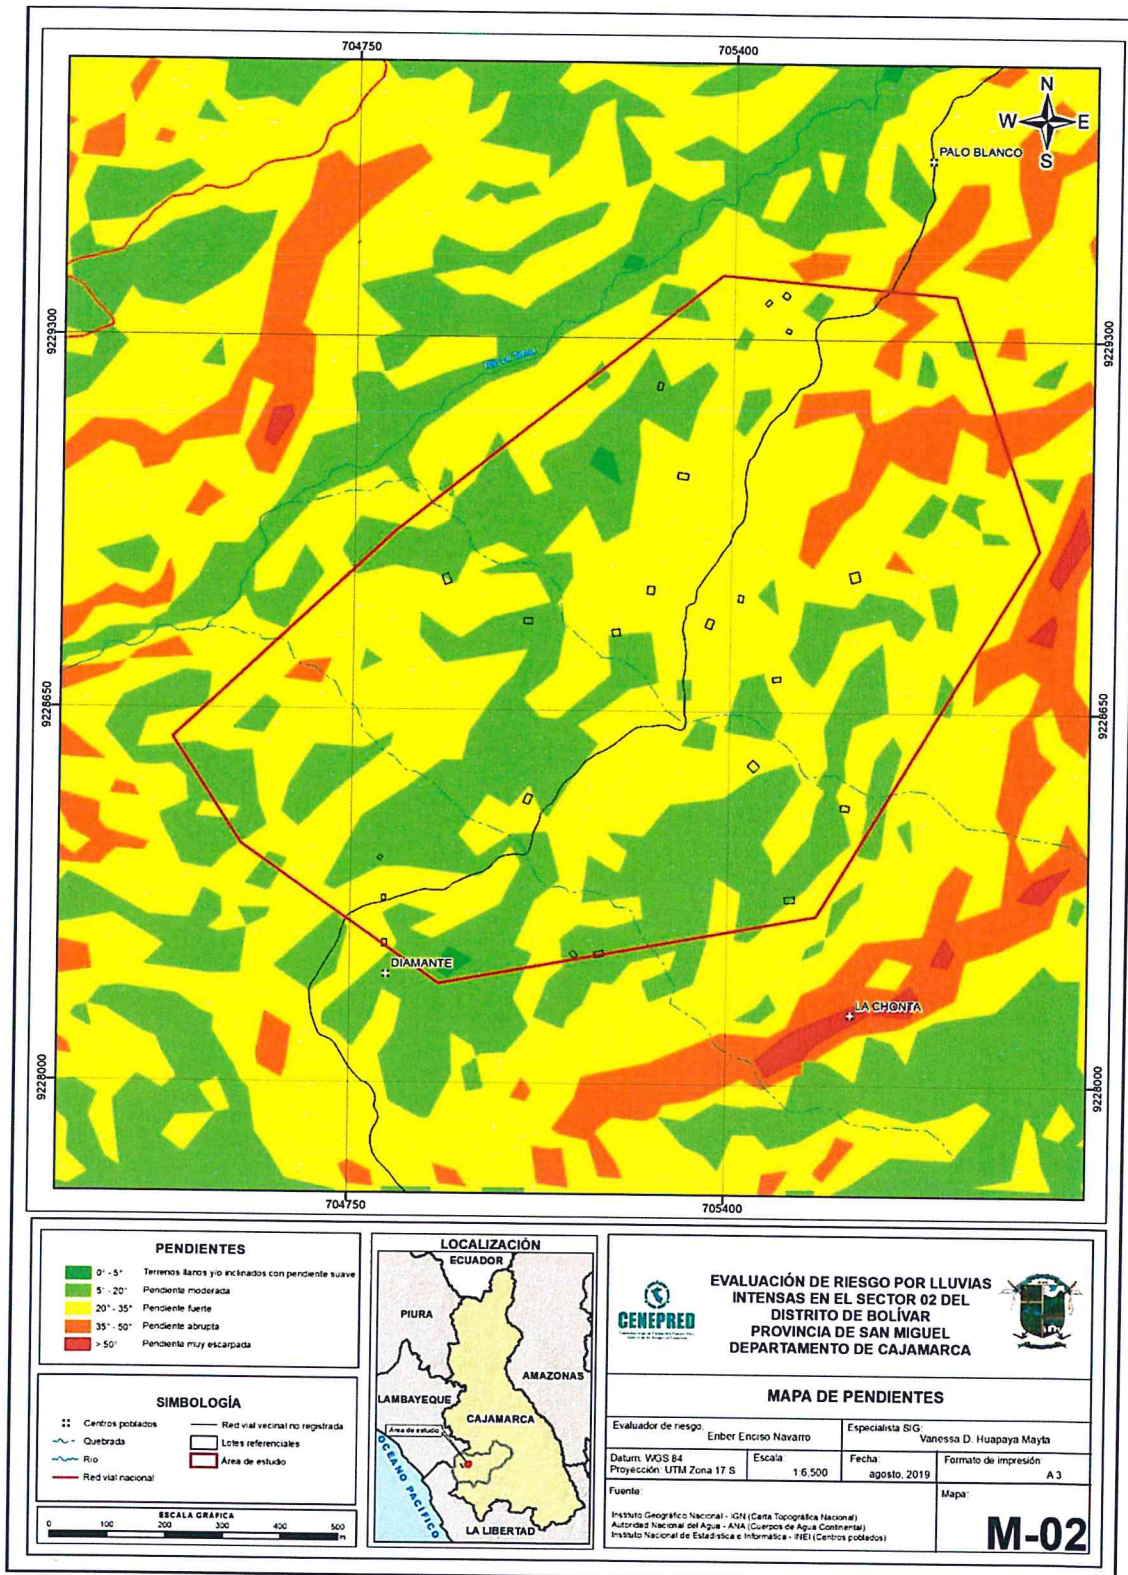 704750
705400
N
W
E
S
PALO BLANCO
9229300
9229300
9228650
9228650
DIAMANTE
LA CHONTA
9228000
9228000
704750
705400
PENDIENTES
0° - 5° Terrenos llanos y/o inclinados con pendiente suave
5° - 20° Pendiente moderada
20° - 35° Pendiente fuerte
35° - 50° Pendiente abrupta
> 50° Pendiente muy escarpada
SIMBOLOGÍA
Centros poblados
Quebrada
Río
Red vial nacional
Red vial vecinal no registrada
Lotes referenciales
Área de estudio
ESCALA GRÁFICA
0 100 200 300 400 500
m
LOCALIZACIÓN
ECUADOR
PIURA
AMAZONAS
LAMBAYEQUE
CAJAMARCA
Área de estudio
OCÉANO PACÍFICO
LA LIBERTAD
CENEPRED
EVALUACIÓN DE RIESGO POR LLUVIAS
INTENSAS EN EL SECTOR 02 DEL
DISTRITO DE BOLÍVAR
PROVINCIA DE SAN MIGUEL
DEPARTAMENTO DE CAJAMARCA
MAPA DE PENDIENTES
Evaluador de riesgo:
Enber Enciso Navarro
Especialista SIG:
Vanessa D. Huapaya Mayta
Datum: WGS 84
Proyección: UTM Zona 17 S
Escala:
1:6,500
Fecha:
agosto, 2019
Formato de impresión:
A 3
Fuente:
Instituto Geográfico Nacional - IGN (Carta Topográfica Nacional)
Autoridad Nacional del Agua - ANA (Cuerpos de Agua Continental)
Instituto Nacional de Estadística e Informática - INEI (Centros poblados)
Mapa:
M-02